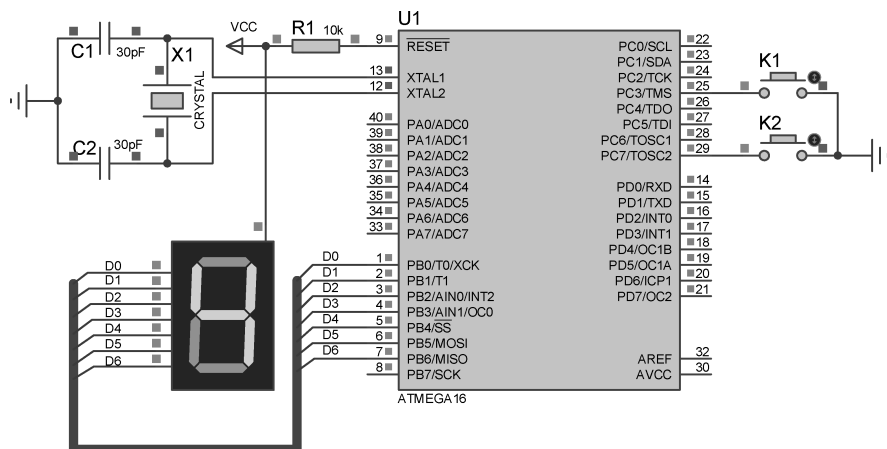 C1
30pF
X1
CRYSTAL
C2
30pF
VCC
R1
10k
U1
9
RESET
13
XTAL1
12
XTAL2
40
PA0/ADC0
39
PA1/ADC1
38
PA2/ADC2
37
PA3/ADC3
36
PA4/ADC4
35
PA5/ADC5
34
PA6/ADC6
33
PA7/ADC7
D0
1
PB0/T0/XCK
D1
2
PB1/T1
D2
3
PB2/AIN0/INT2
D3
4
PB3/AIN1/OC0
D4
5
PB4/SS
D5
6
PB5/MOSI
D6
7
PB6/MISO
8
PB7/SCK
PC0/SCL
22
PC1/SDA
23
PC2/TCK
24
PC3/TMS
25
PC4/TDO
26
PC5/TDI
27
PC6/TOSC1
28
PC7/TOSC2
29
PD0/RXD
14
PD1/TXD
15
PD2/INT0
16
PD3/INT1
17
PD4/OC1B
18
PD5/OC1A
19
PD6/ICP1
20
PD7/OC2
21
AREF
32
AVCC
30
ATMEGA16
K1
K2
D0
D1
D2
D3
D4
D5
D6